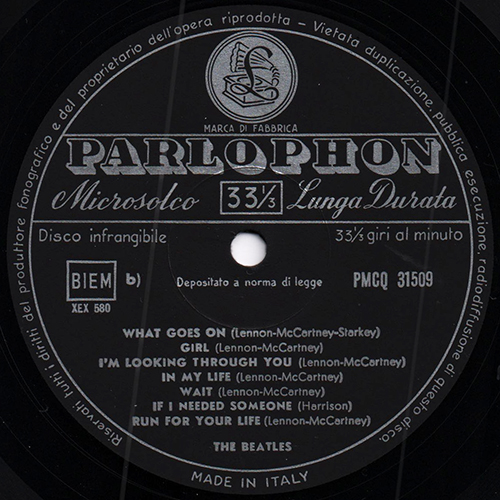 Riservati tutti i diritti del produttore fonografico e del proprietario dell'opera riprodotta - Vietata duplicazione, pubblica esecuzione, radiodiffusione di questo disco.
£
MARCA DI FABBRICA
PARLOPHON
Microsolco 33⅓ Lunga Durata
Disco infrangibile 33⅓ giri al minuto
BIEM b) Depositato a norma di legge PMCQ 31509
XEX 580
WHAT GOES ON (Lennon-McCartney-Starkey)
GIRL (Lennon-McCartney)
I'M LOOKING THROUGH YOU (Lennon-McCartney)
IN MY LIFE (Lennon-McCartney)
WAIT (Lennon-McCartney)
IF I NEEDED SOMEONE (Harrison)
RUN FOR YOUR LIFE (Lennon-McCartney)
THE BEATLES
MADE IN ITALY